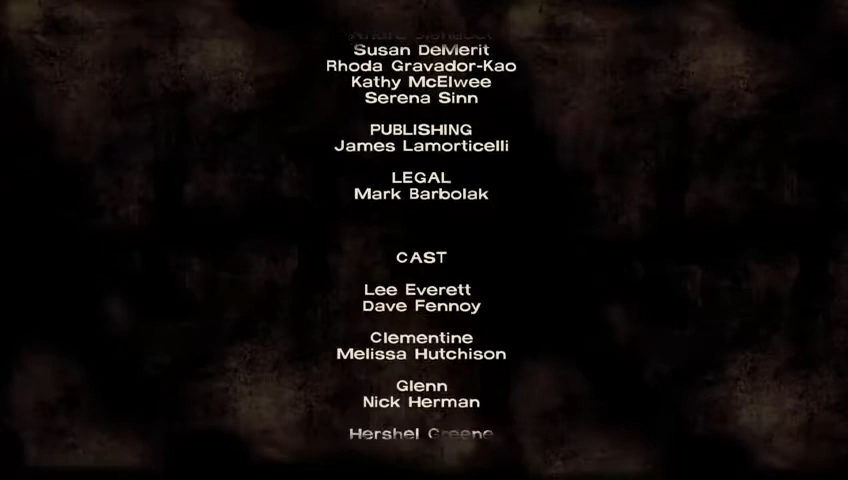 Susan DeMerit
Rhoda Gravador-Kao
Kathy McElwee
Serena Sinn
PUBLISHING
James Lamorticelli
LEGAL
Mark Barbolak
CAST
Lee Everett
Dave Fennoy
Clementine
Melissa Hutchison
Glenn
Nick Herman
Hershel Greene